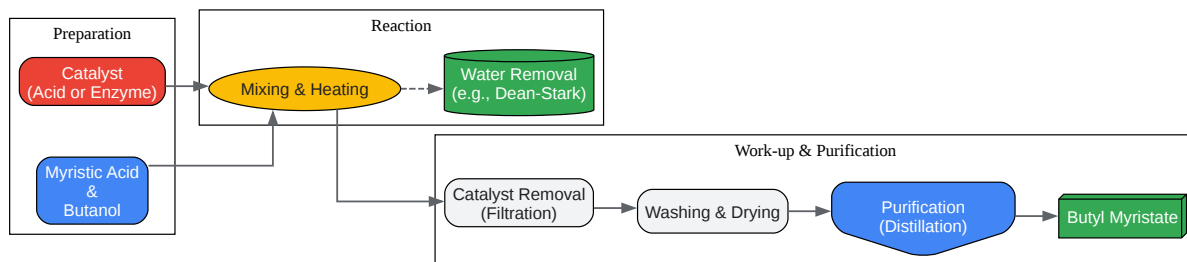 Preparation
Catalyst
(Acid or Enzyme)
Myristic Acid
&
Butanol
Reaction
Mixing & Heating
Water Removal
(e.g., Dean-Stark)
Work-up & Purification
Catalyst Removal
(Filtration)
Washing & Drying
Purification
(Distillation)
Butyl Myristate